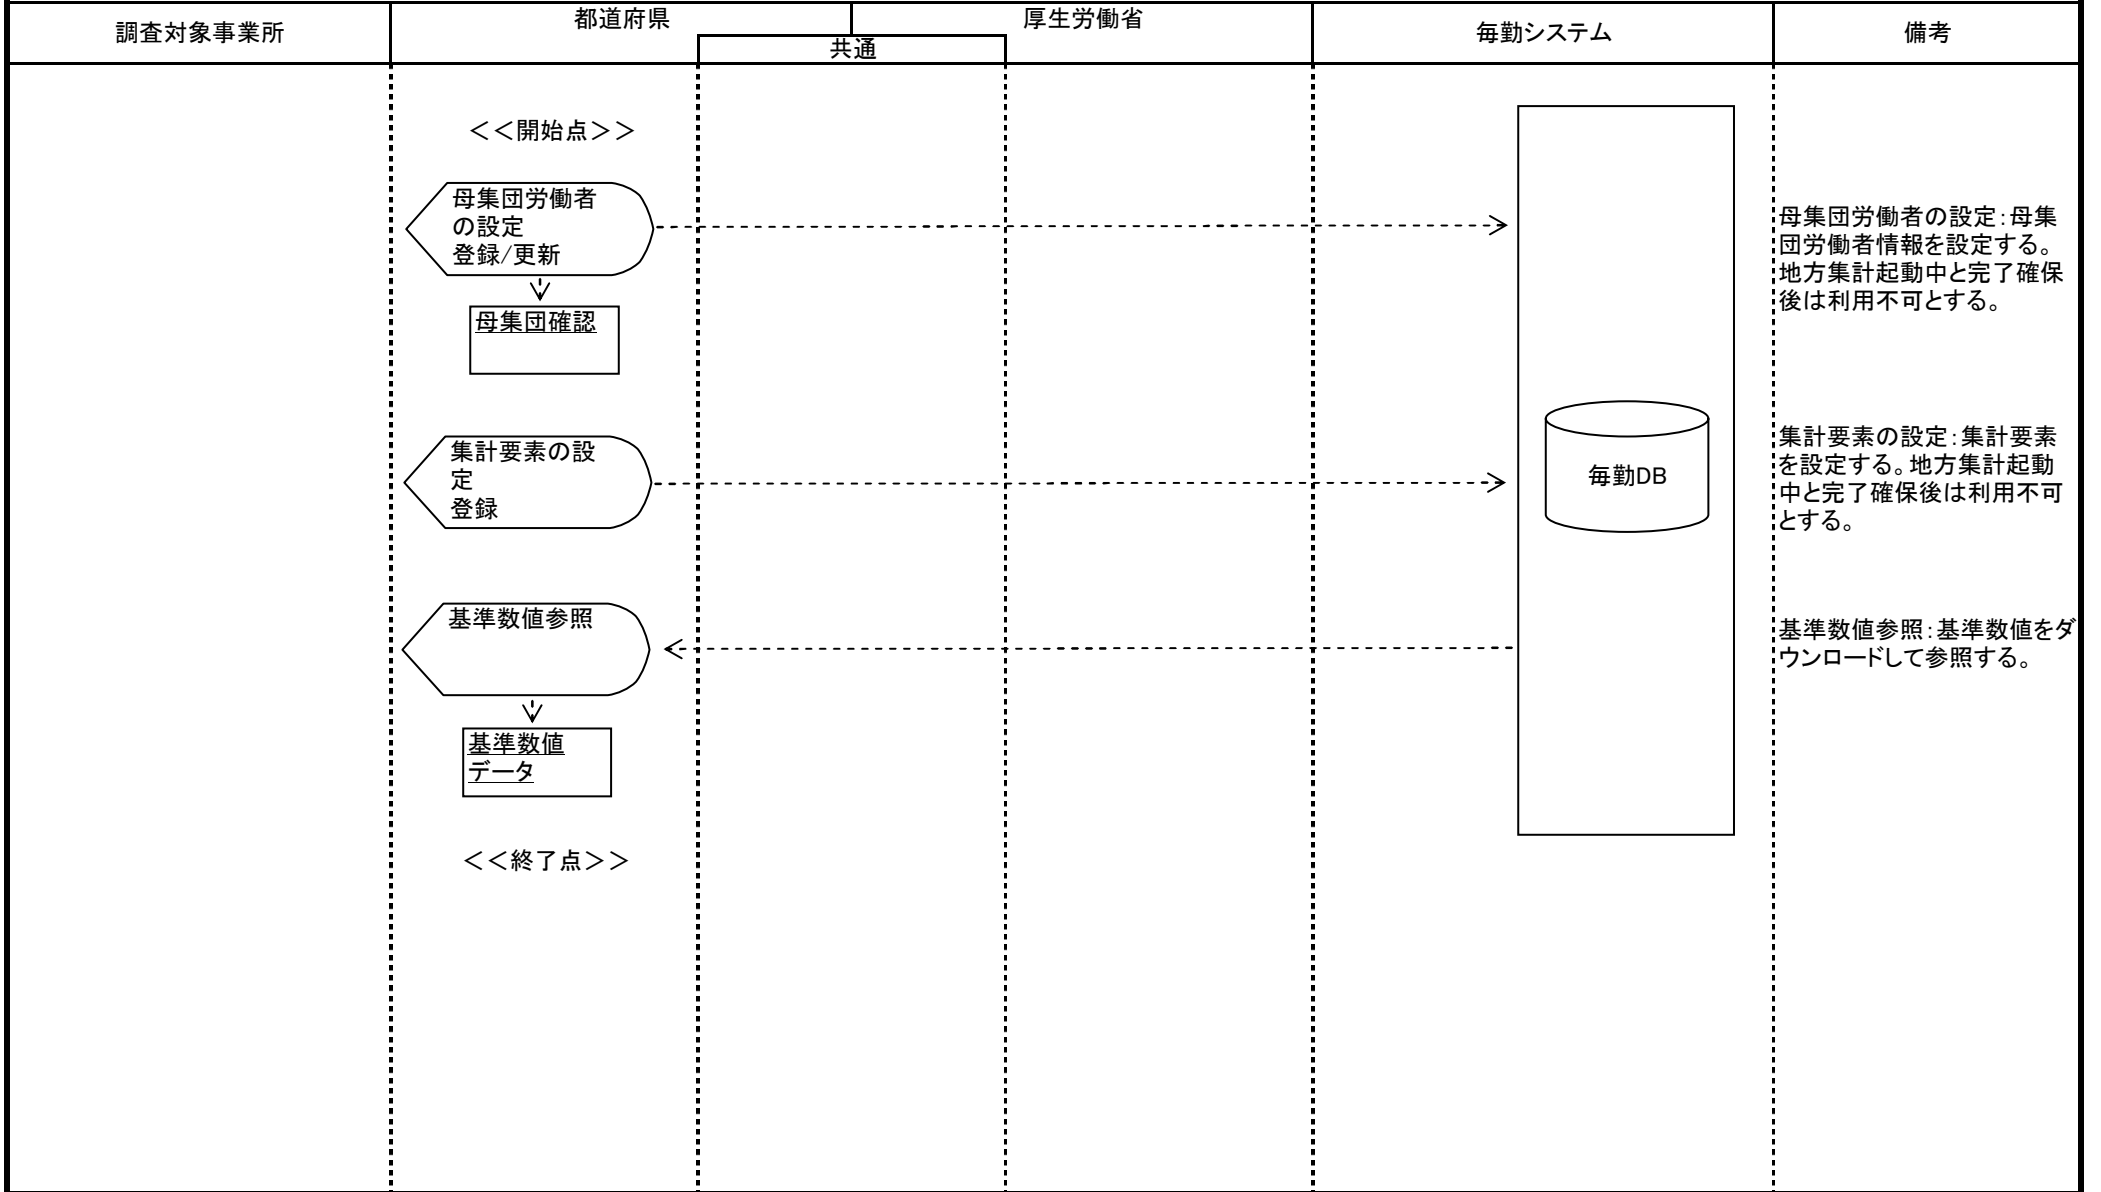 調査対象事業所
都道府県
厚生労働省
共通
毎勤システム
備考
＜＜開始点＞＞
母集団労働者
の設定
登録/更新
母集団確認
母集団労働者の設定：母集
団労働者情報を設定する。
地方集計起動中と完了確保
後は利用不可とする。
集計要素の設
定
登録
毎勤DB
集計要素の設定：集計要素
を設定する。地方集計起動
中と完了確保後は利用不可
とする。
基準数値参照
基準数値参照：基準数値をダ
ウンロードして参照する。
基準数値
データ
＜＜終了点＞＞